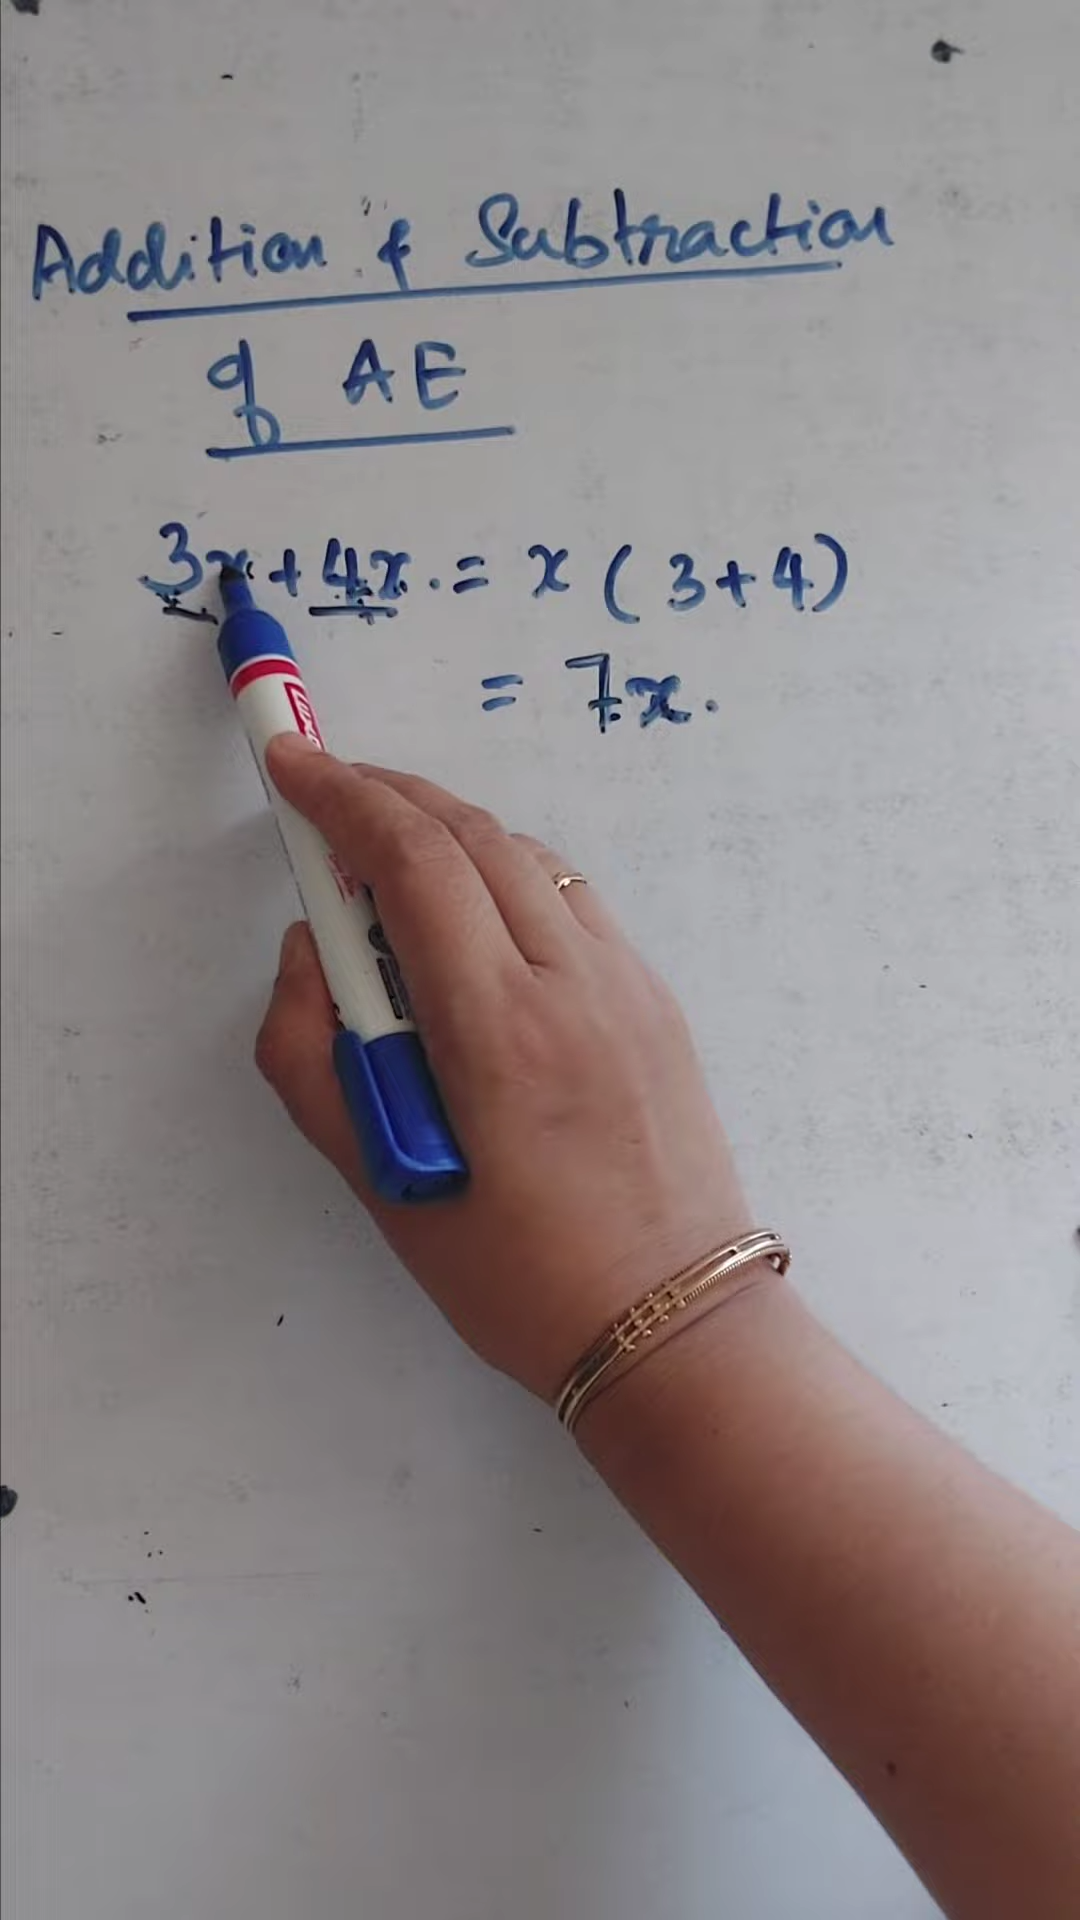 Addition & Subtraction
of AE
3x + 4x. = x ( 3 + 4 )
= 7x.